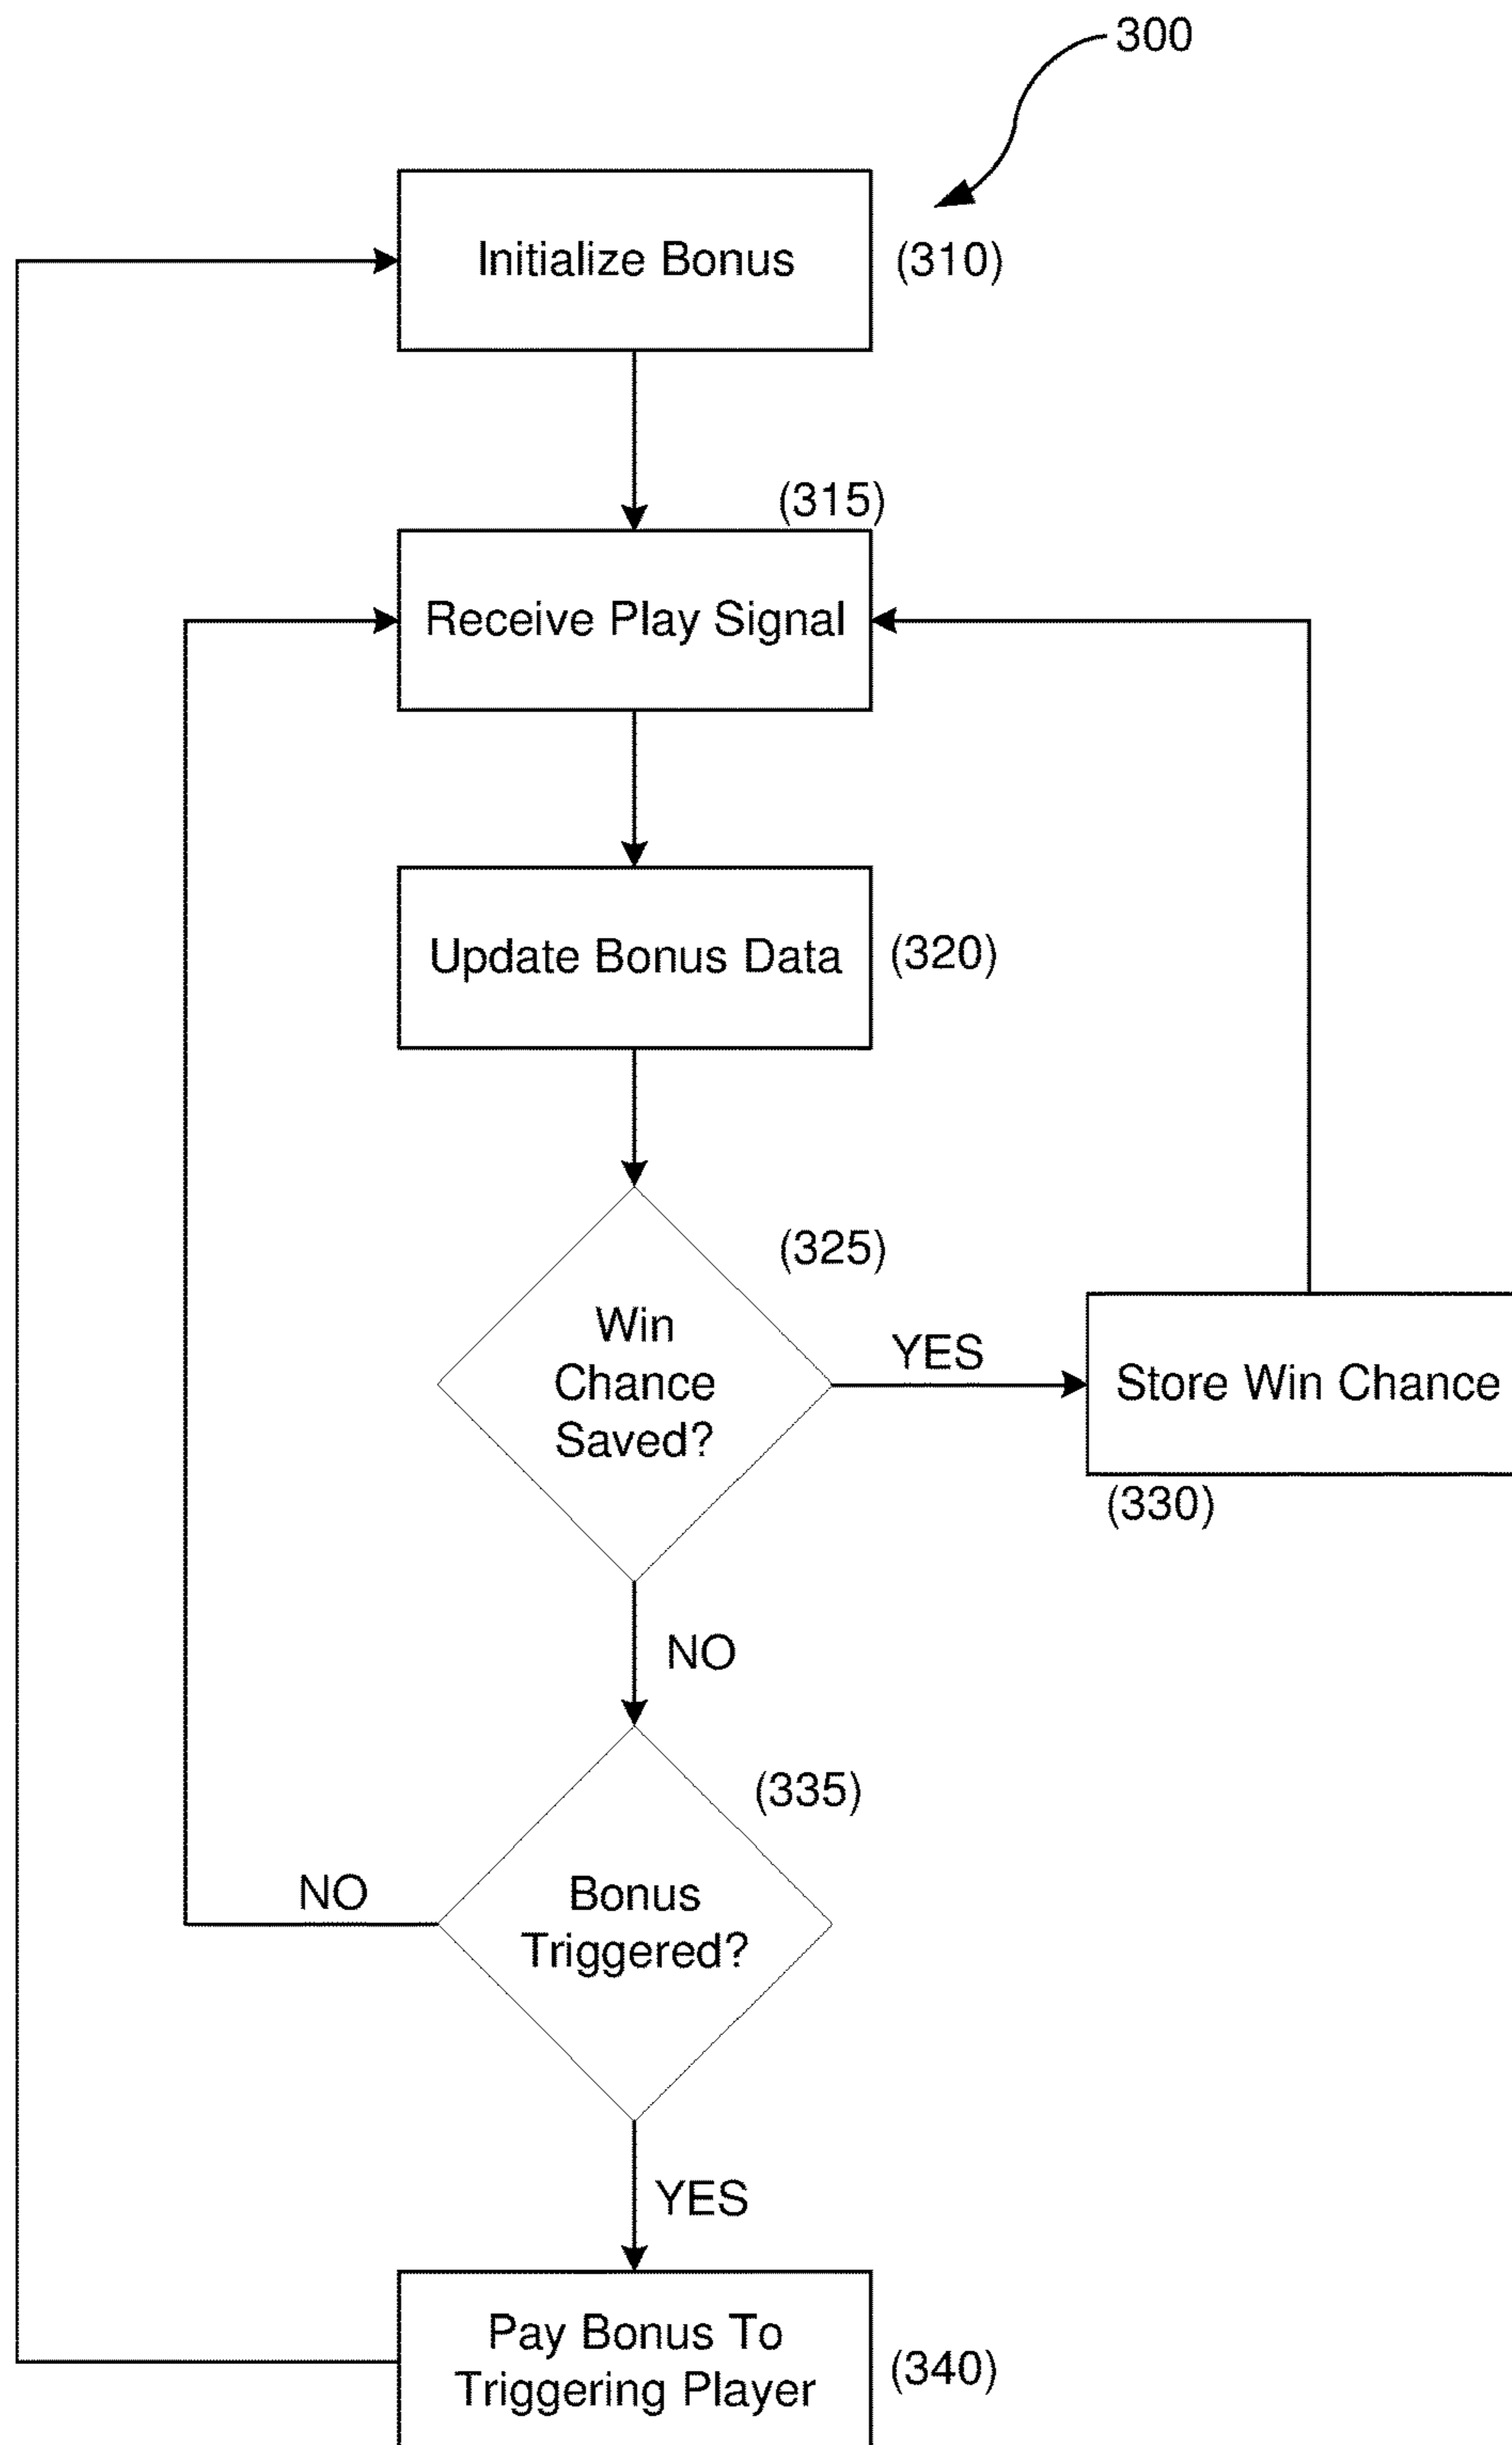 300
Initialize Bonus
(310)
(315)
Receive Play Signal
Update Bonus Data
(320)
(325)
Win
Chance
Saved?
YES
Store Win Chance
(330)
NO
(335)
Bonus
Triggered?
NO
YES
Pay Bonus To
Triggering Player
(340)